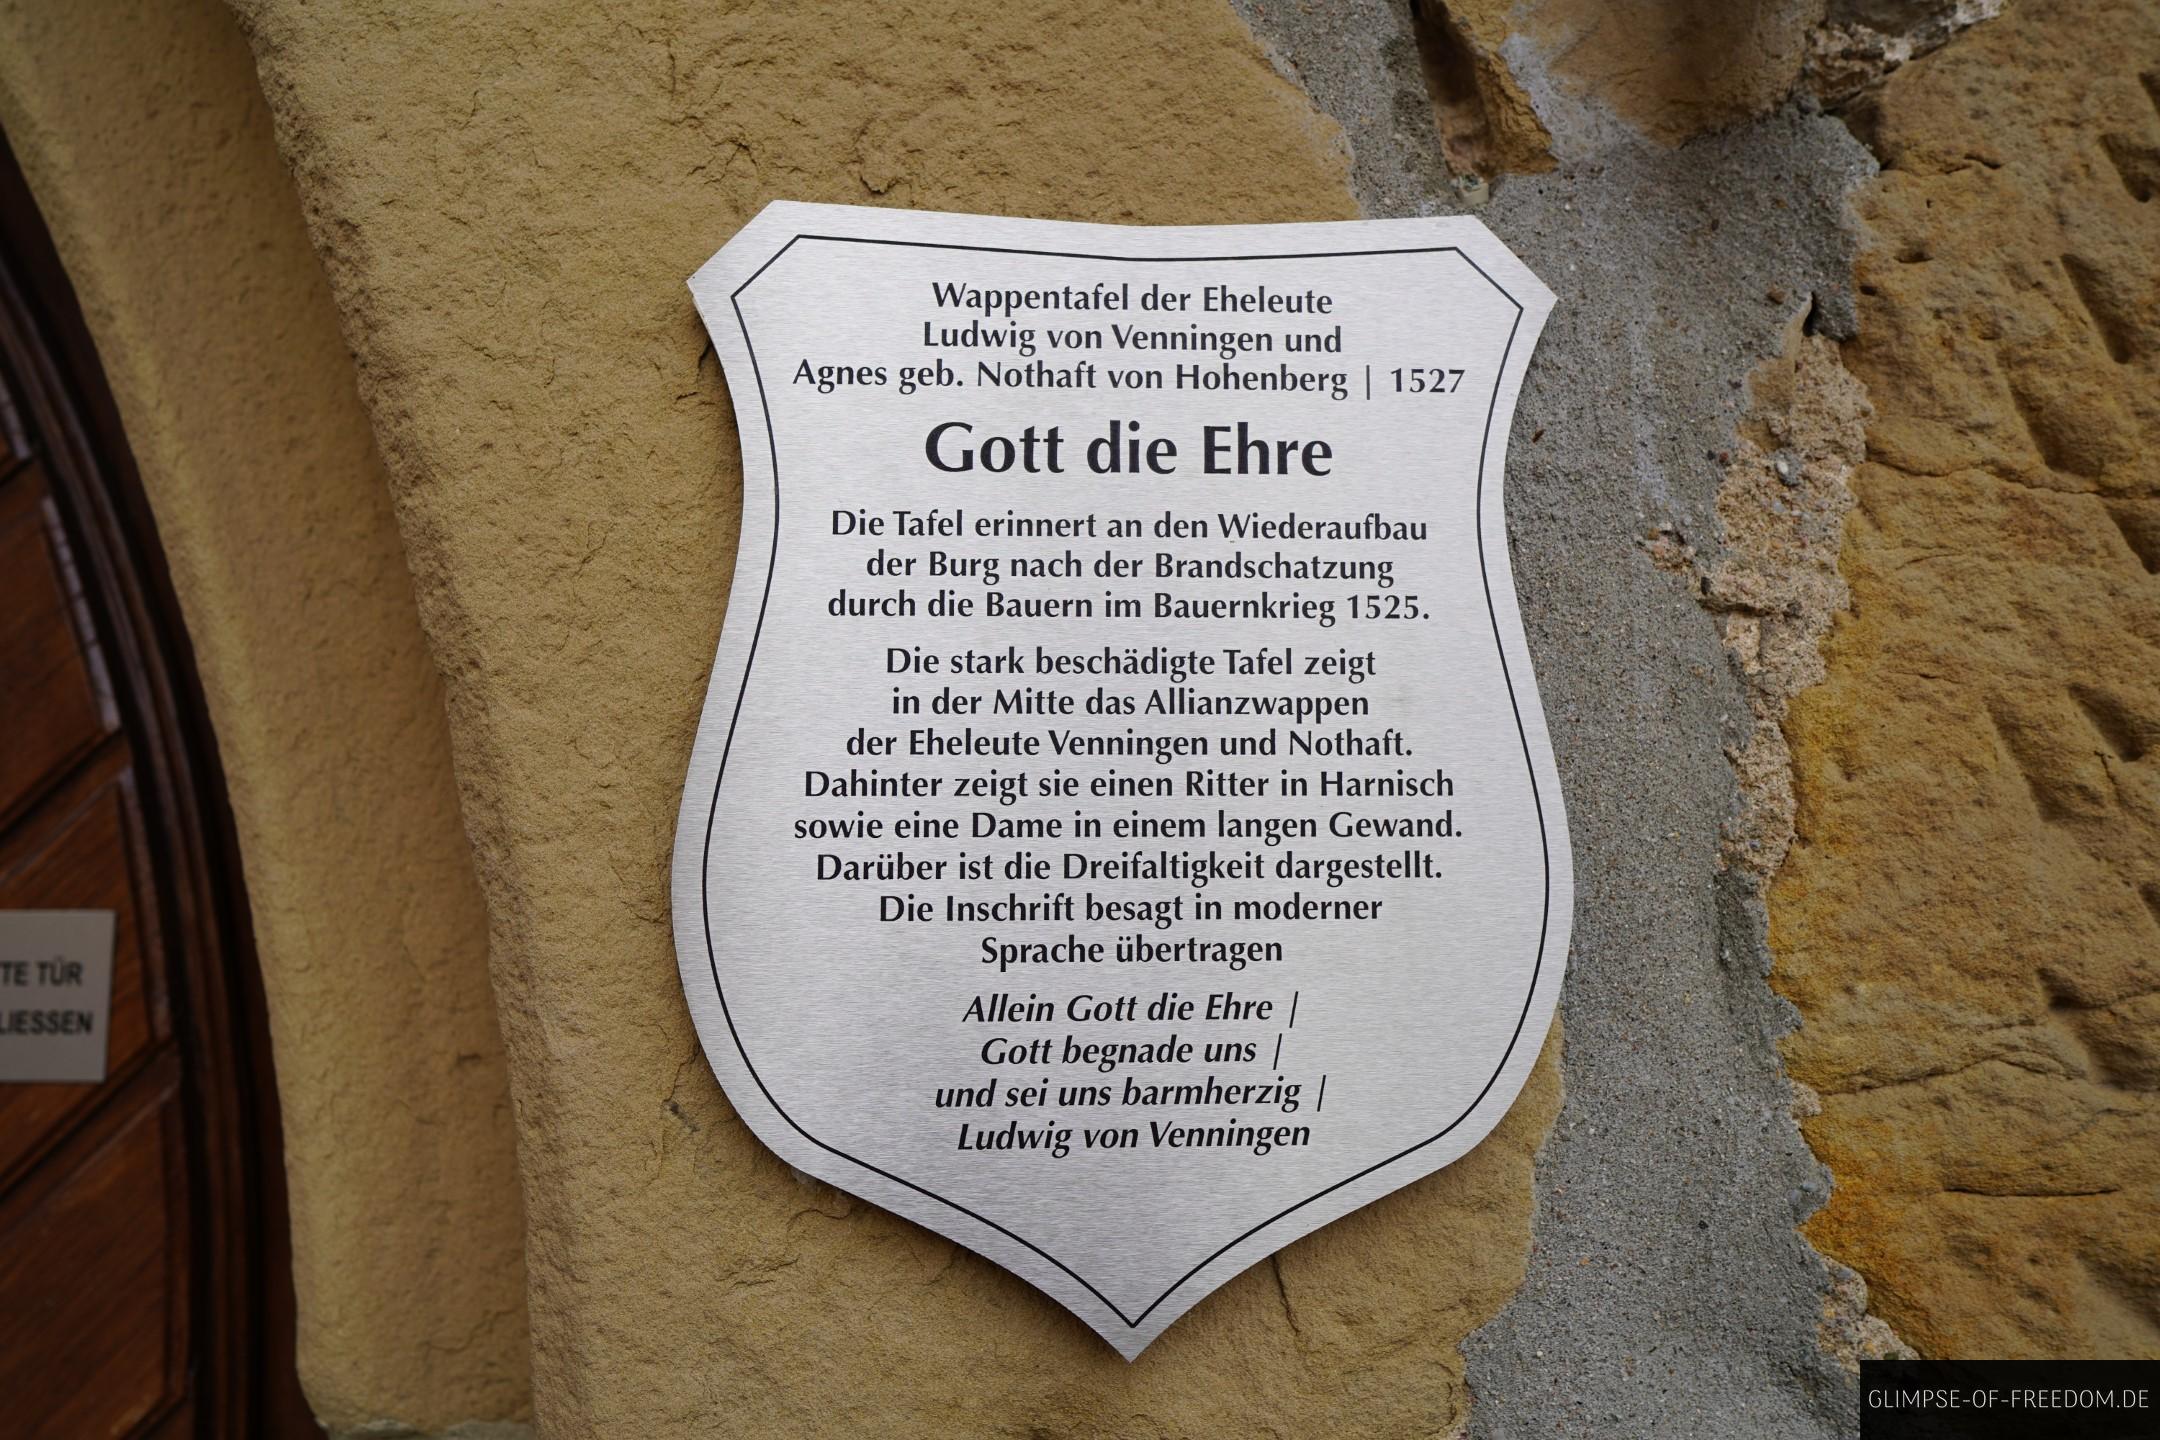 Wappentafel der Eheleute
Ludwig von Venningen und
Agnes geb. Nothaft von Hohenberg | 1527
Gott die Ehre
Die Tafel erinnert an den Wiederaufbau
der Burg nach der Brandschatzung
durch die Bauern im Bauernkrieg 1525.
Die stark beschädigte Tafel zeigt
in der Mitte das Allianzwappen
der Eheleute Venningen und Nothaft.
Dahinter zeigt sie einen Ritter in Harnisch
sowie eine Dame in einem langen Gewand.
Darüber ist die Dreifaltigkeit dargestellt.
Die Inschrift besagt in moderner
Sprache übertragen
Allein Gott die Ehre |
Gott begnade uns |
und sei uns barmherzig |
Ludwig von Venningen
TE TÜR
LIESSEN
GLIMPSE-OF-FREEDOM.DE